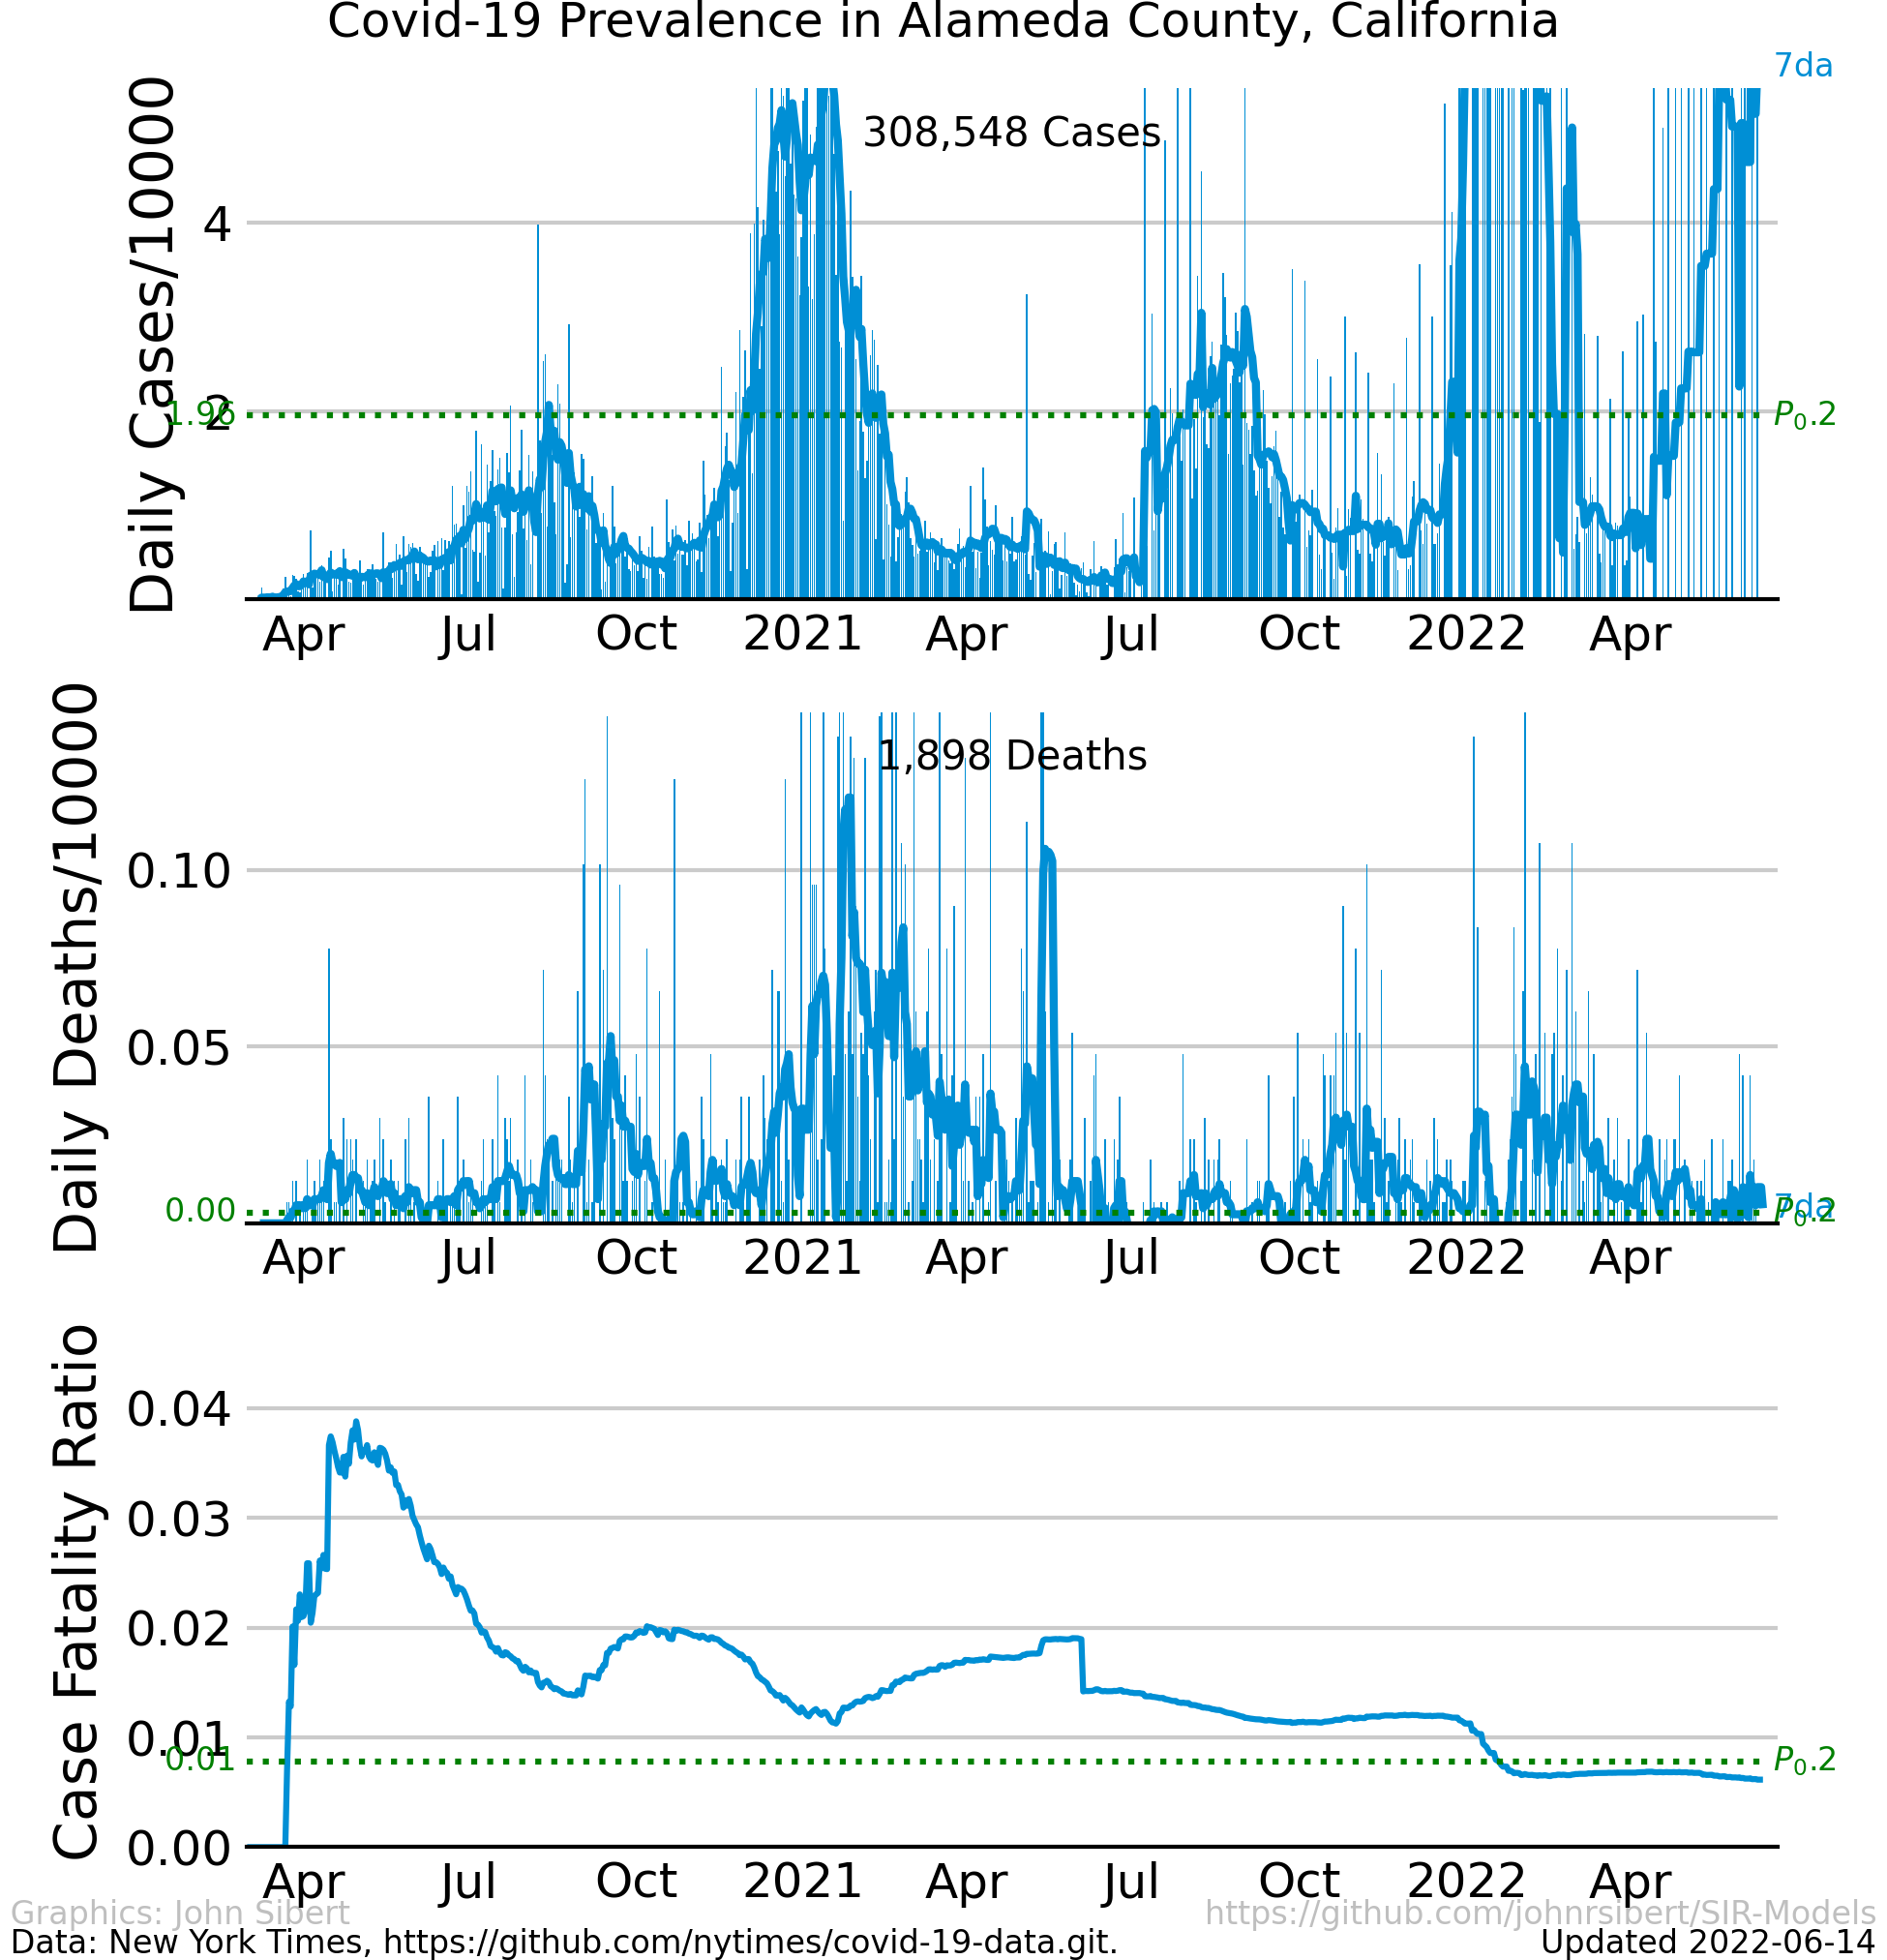 Covid-19 Prevalence in Alameda County, California
7da
308,548 Cases
Daily Cases/10000
4
2
1.96
P0.2
Apr Jul Oct 2021 Apr Jul Oct 2022 Apr
1,898 Deaths
Daily Deaths/10000
0.10
0.05
0.00
7da
P0.2
Apr Jul Oct 2021 Apr Jul Oct 2022 Apr
Case Fatality Ratio
0.04
0.03
0.02
0.01
0.01
P0.2
0.00
Apr Jul Oct 2021 Apr Jul Oct 2022 Apr
Graphics: John Sibert
https://github.com/johnrsibert/SIR-Models
Data: New York Times, https://github.com/nytimes/covid-19-data.git.
Updated 2022-06-14